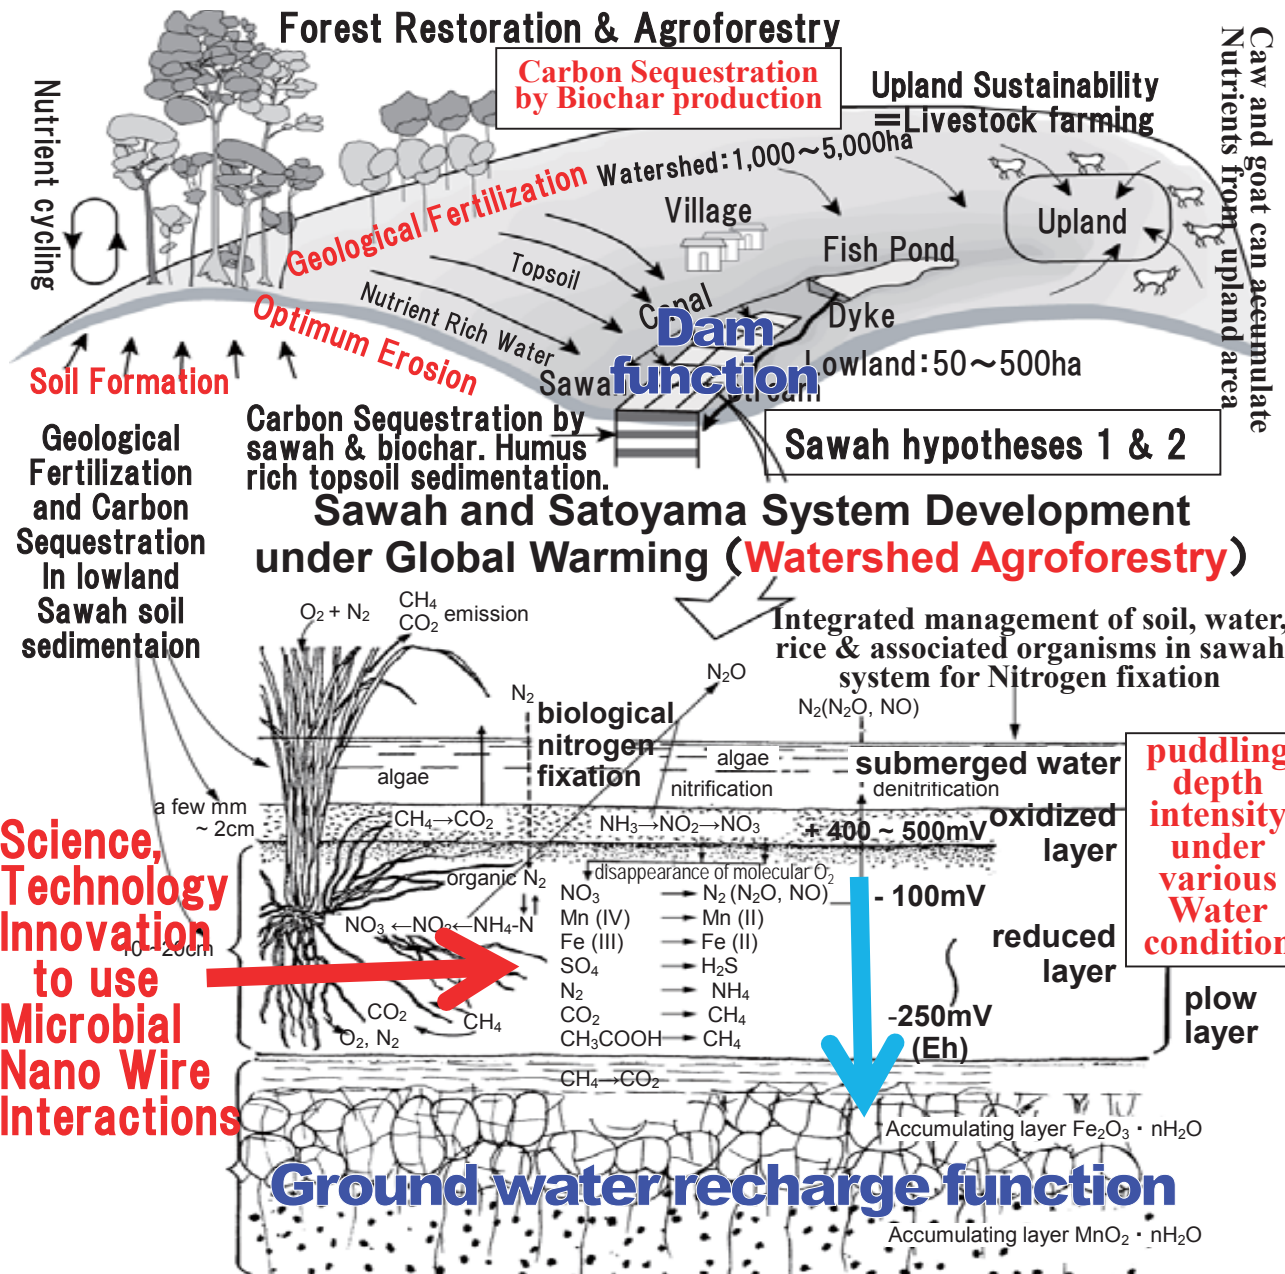 Forest Restoration & Agroforestry
Carbon Sequestration
by Biochar production
Upland Sustainability
=Livestock farming
Caw and goat can accumulate
Nutrients from upland area
Nutrient cycling
Watershed:1,000~5,000ha
Geological Fertilization
Village
Upland
Fish Pond
Topsoil
Canal
Nutrient Rich Water
Dyke
Optimum Erosion
Dam
function
Lowland:50~500ha
Sawa
Stream
Soil Formation
Carbon Sequestration by
sawah & biochar. Humus
rich topsoil sedimentation.
Sawah hypotheses 1 & 2
Geological
Fertilization
and Carbon
Sequestration
In lowland
Sawah soil
sedimentaion
Sawah and Satoyama System Development
under Global Warming (Watershed Agroforestry)
O2 + N2
CH4
CO2 emission
Integrated management of soil, water,
rice & associated organisms in sawah
system for Nitrogen fixation
N2O
N2
N2(N2O, NO)
biological
nitrogen
fixation
algae
algae
nitrification
submerged water
denitrification
puddling
depth
intensity
under
various
Water
condition
a few mm
~ 2cm
CH4→CO2
NH3→NO2→NO3
+ 400 ~ 500mV
oxidized
layer
Science,
Technology
Innovation
to use
Microbial
Nano Wire
Interactions
10~20cm
organic N2
disappearance of molecular O2
NO3 → N2 (N2O, NO)
- 100mV
Mn (IV) → Mn (II)
NO3 ←NO2←NH4-N
Fe (III) → Fe (II)
reduced
layer
SO4 → H2S
N2 → NH4
CO2 → CH4
CH3COOH → CH4
CO2
CH4
O2, N2
-250mV
(Eh)
plow
layer
CH4→CO2
Accumulating layer Fe2O3・nH2O
Ground water recharge function
Accumulating layer MnO2・nH2O